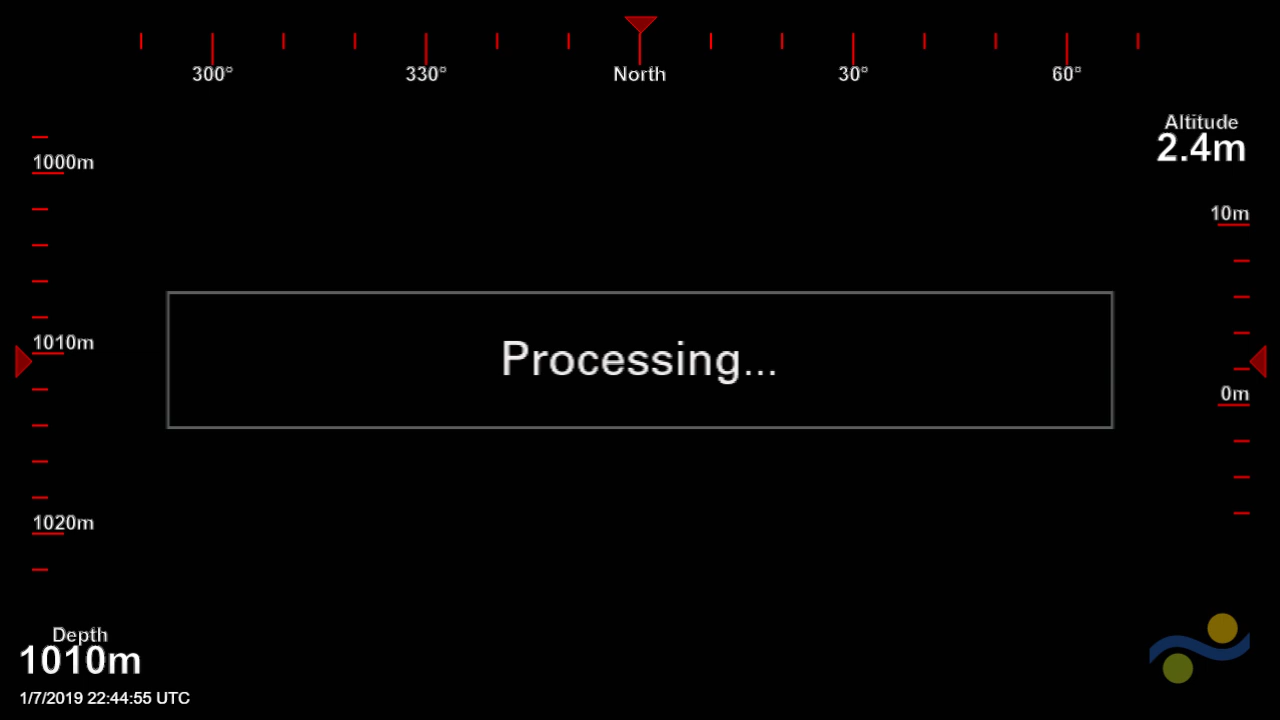 300° 330° North 30° 60°
Altitude
2.4m
1000m
10m
1010m
Processing...
0m
1020m
Depth
1010m
1/7/2019 22:44:55 UTC